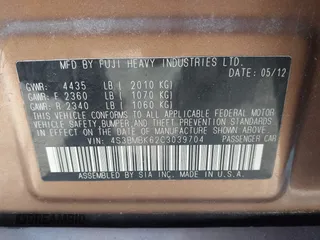 MFD BY FUJI HEAVY INDUSTRIES LTD.
DATE: 05/12
GVWR: 4435 LB ( 2010 KG)
GAWR: F 2360 LB ( 1070 KG)
GAWR: R 2340 LB ( 1060 KG)
THIS VEHICLE CONFORMS TO ALL APPLICABLE FEDERAL MOTOR
VEHICLE SAFETY, BUMPER, AND THEFT PREVENTION STANDARDS
IN EFFECT ON THE DATE OF MANUFACTURE SHOWN ABOVE.
VIN: 4S3BMBK62C3039704 PASSENGER CAR
ASSEMBLED BY SIA INC. IN U.S.A.